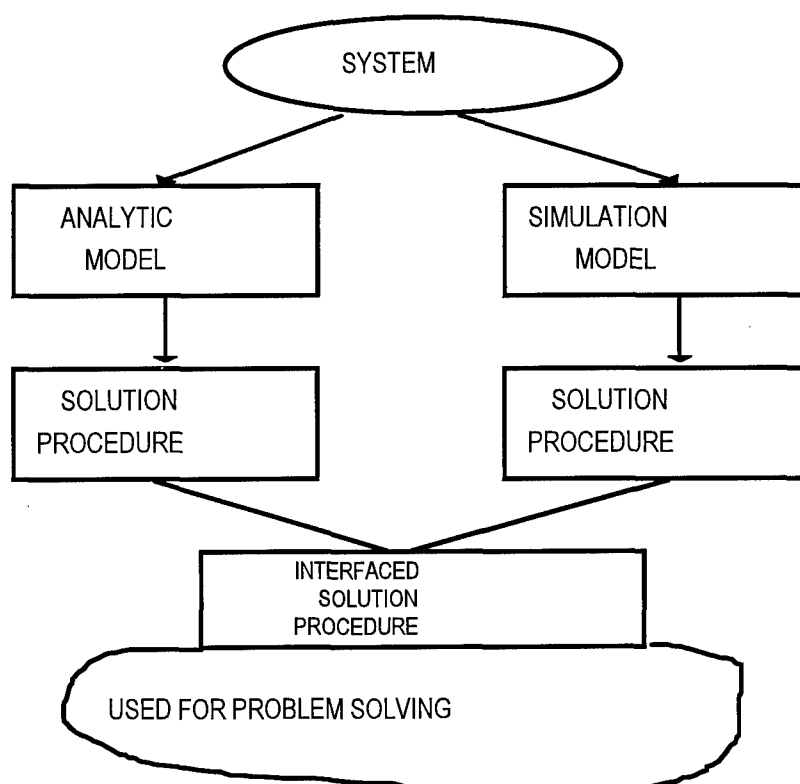 SYSTEM
ANALYTIC
MODEL
SIMULATION
MODEL
SOLUTION
PROCEDURE
SOLUTION
PROCEDURE
INTERFACED
SOLUTION
PROCEDURE
USED FOR PROBLEM SOLVING